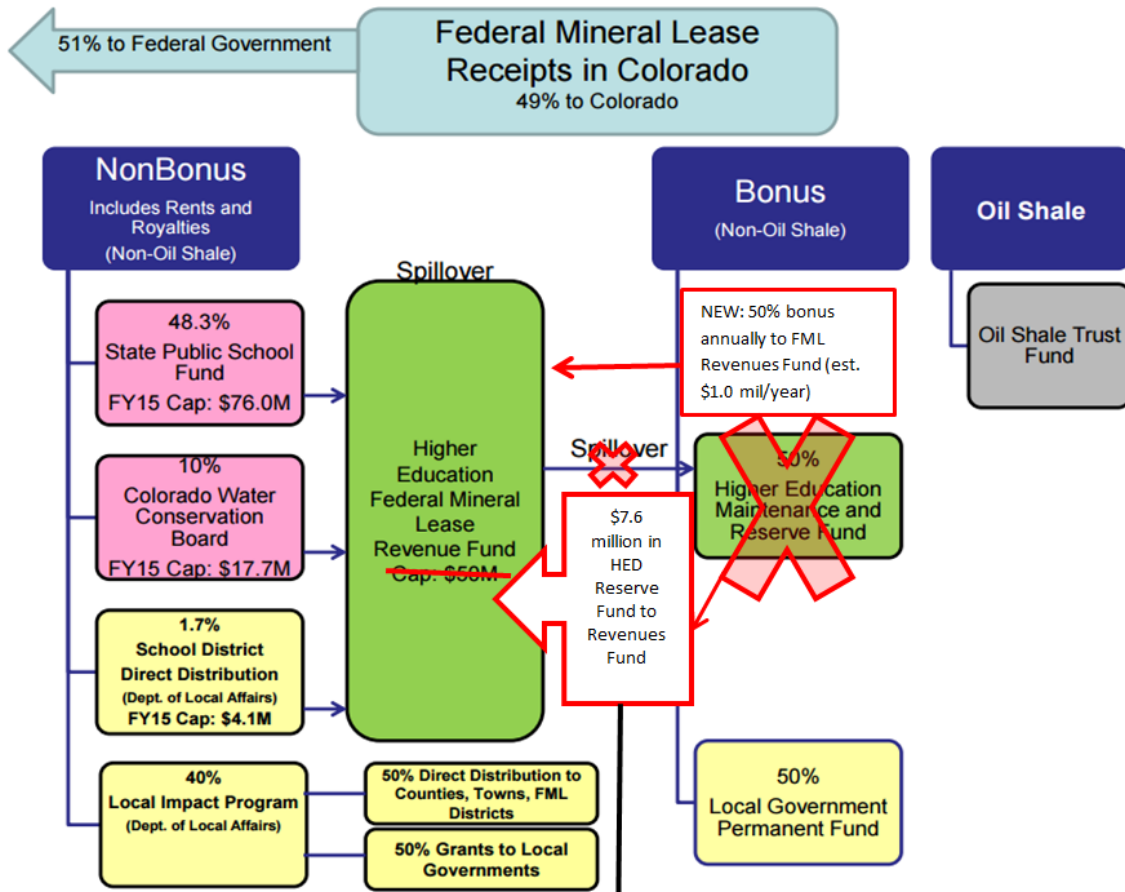 51% to Federal Government
Federal Mineral Lease
Receipts in Colorado
49% to Colorado
NonBonus
Includes Rents and
Royalties
(Non-Oil Shale)
48.3%
State Public School
Fund
FY15 Cap: $76.0M
10%
Colorado Water
Conservation
Board
FY15 Cap: $17.7M
1.7%
School District
Direct Distribution
(Dept. of Local Affairs)
FY15 Cap: $4.1M
40%
Local Impact Program
(Dept. of Local Affairs)
50% Direct Distribution to
Counties, Towns, FML
Districts
50% Grants to Local
Governments
Spillover
Higher
Education
Federal Mineral
Lease
Revenue Fund
Cap: $50M
Spillover
$7.6
million in
HED
Reserve
Fund to
Revenues
Fund
Bonus
(Non-Oil Shale)
NEW: 50% bonus
annually to FML
Revenues Fund (est.
$1.0 mil/year)
50%
Higher Education
Maintenance and
Reserve Fund
50%
Local Government
Permanent Fund
Oil Shale
Oil Shale Trust
Fund